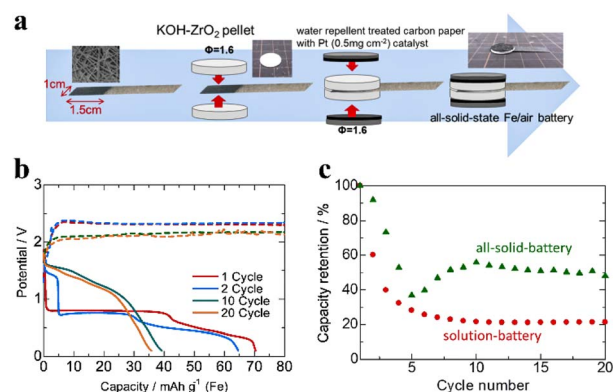 a
KOH-ZrO₂ pellet
Φ=1.6
water repellent treated carbon paper
with Pt (0.5mg cm⁻²) catalyst
1cm
1.5cm
Φ=1.6
all-solid-state Fe/air battery
b
Potential / V
3
2
1
0
1 Cycle
2 Cycle
10 Cycle
20 Cycle
0 10 20 30 40 50 60 70 80
Capacity / mAh g⁻¹ (Fe)
c
Capacity retention / %
100
80
60
40
20
0
all-solid-battery
solution-battery
5 10 15 20
Cycle number